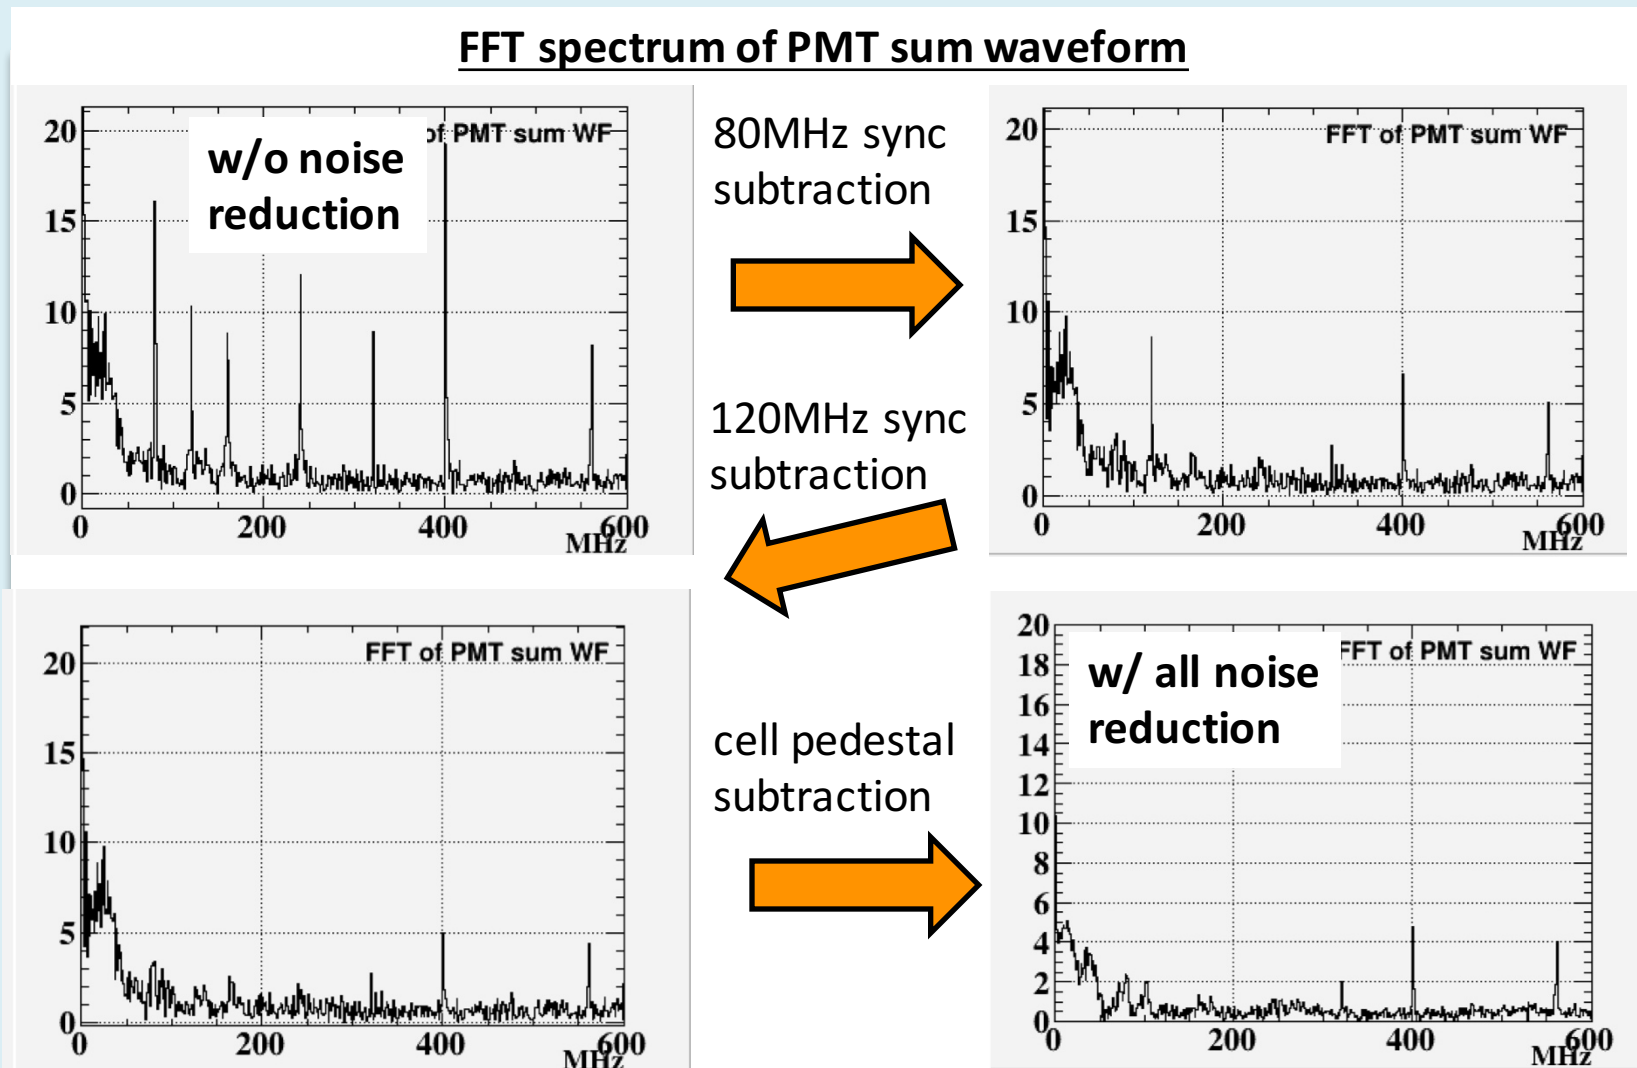 FFT spectrum of PMT sum waveform
20
15
10
5
0
0 200 400 600
MHz
of PMT sum WF
w/o noise
reduction
80MHz sync
subtraction
20
15
10
5
0
0 200 400 600
MHz
FFT of PMT sum WF
120MHz sync
subtraction
20
15
10
5
0
0 200 400 600
MHz
FFT of PMT sum WF
cell pedestal
subtraction
20
18
16
14
12
10
8
6
4
2
0
0 200 400 600
MHz
FFT of PMT sum WF
w/ all noise
reduction